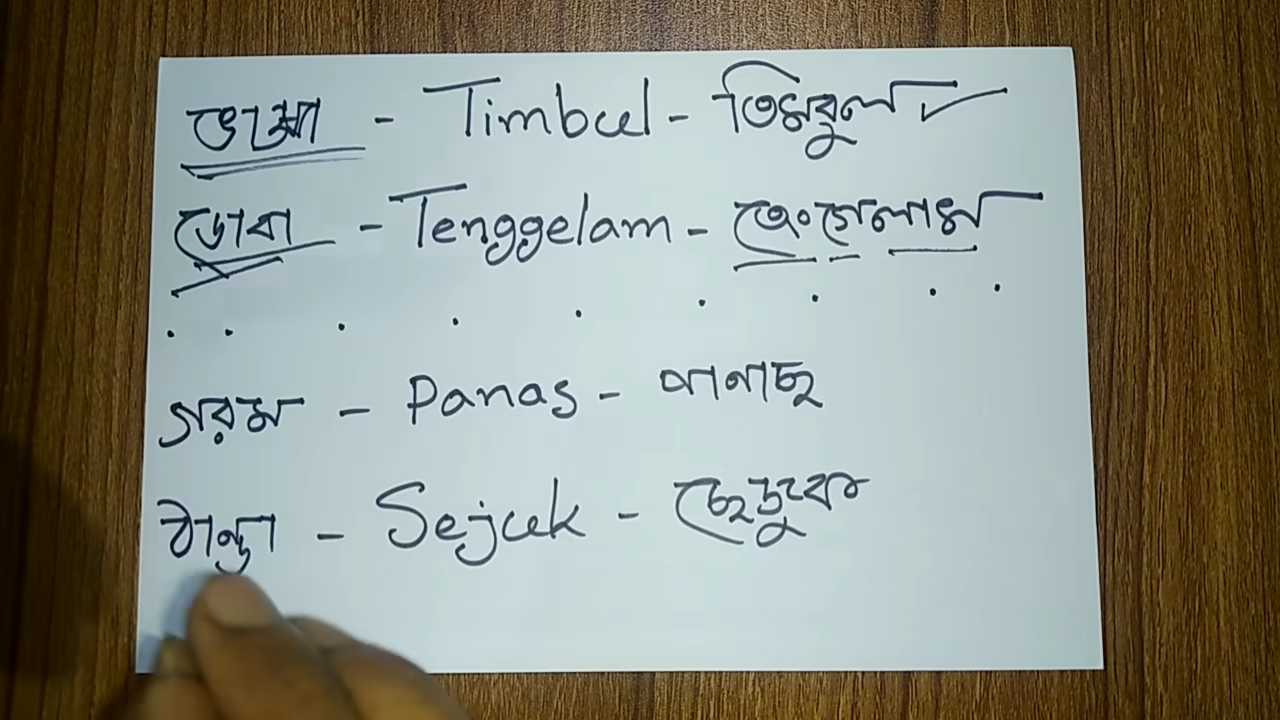 ভাসা - Timbul - তিমবুল
ডোবা - Tenggelam - তেংগেলাম
গরম - Panas - পানাছ
ঠান্ডা - Sejuk - ছেজুক